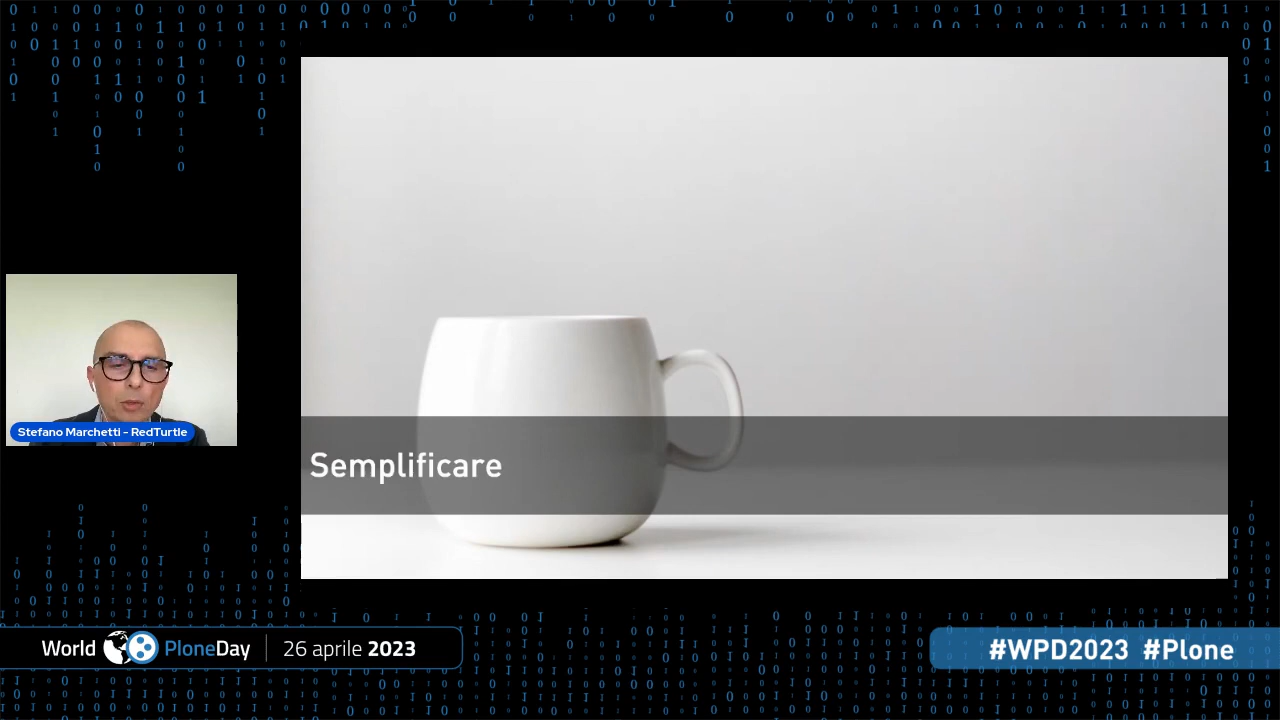 Semplificare
Stefano Marchetti - RedTurtle
World PloneDay | 26 aprile 2023
#WPD2023 #Plone